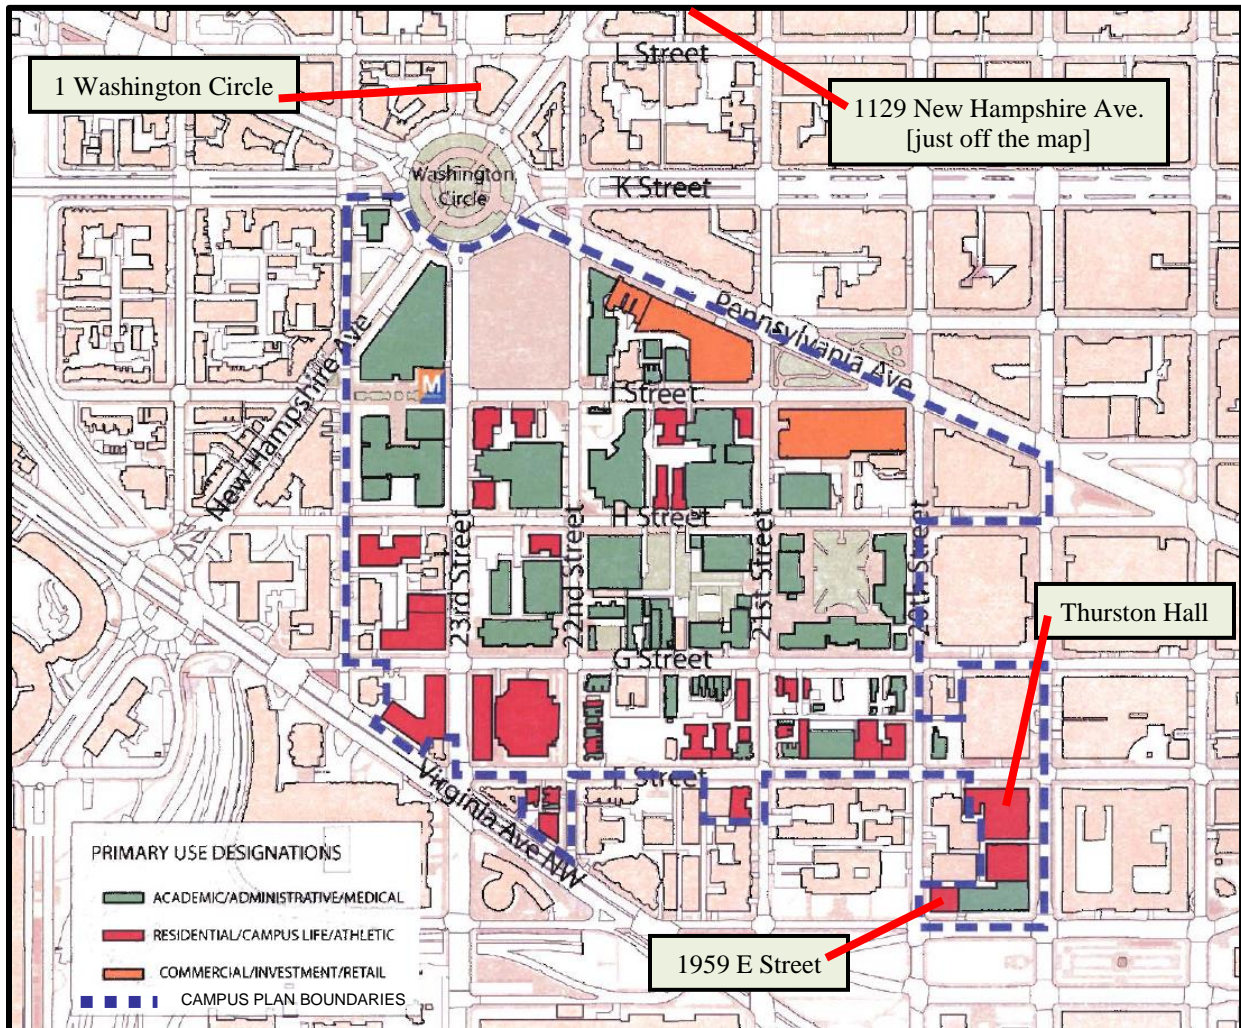 L Street
1 Washington Circle
1129 New Hampshire Ave.
[just off the map]
Washington
Circle
K Street
Pennsylvania Ave
M
I Street
New Hampshire Ave
H Street
23rd Street
22nd Street
21st Street
20th Street
Thurston Hall
G Street
F Street
Virginia Ave NW
PRIMARY USE DESIGNATIONS
ACADEMIC/ADMINISTRATIVE/MEDICAL
RESIDENTIAL/CAMPUS LIFE/ATHLETIC
1959 E Street
COMMERCIAL/INVESTMENT/RETAIL
CAMPUS PLAN BOUNDARIES